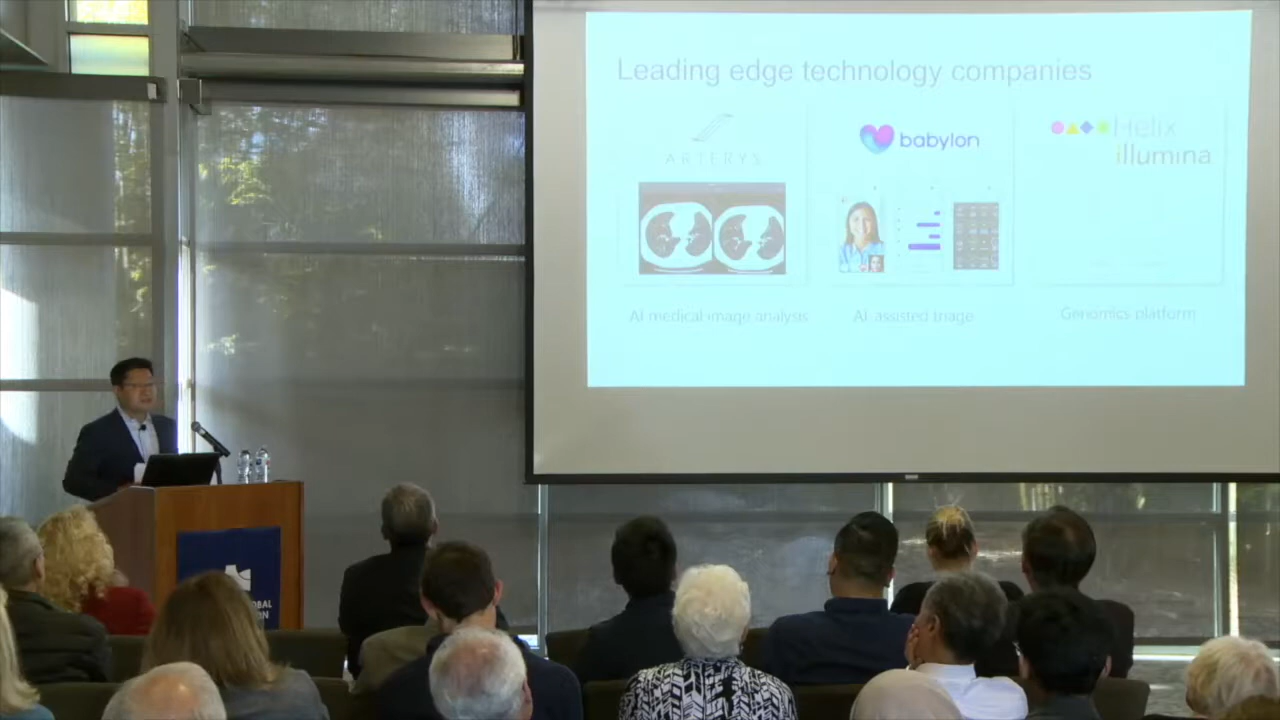 Leading edge technology companies
ARTERYS
babylon
Helix
illumina
AI medical image analysis
AI assisted triage
Genomics platform